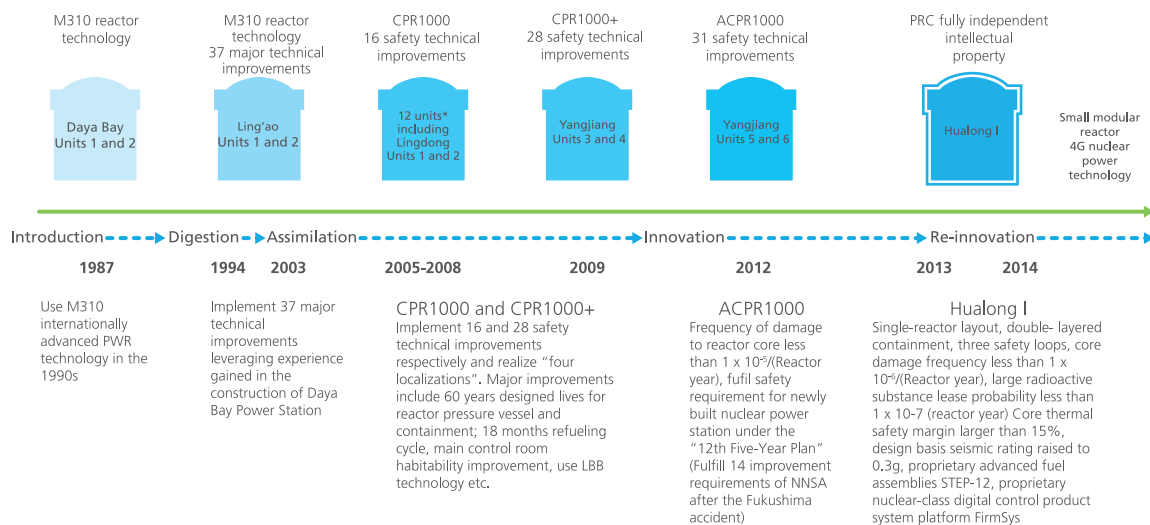 M310 reactor
technology
M310 reactor
technology
37 major technical
improvements
CPR1000
16 safety technical
improvements
CPR1000+
28 safety technical
improvements
ACPR1000
31 safety technical
improvements
PRC fully independent
intellectual
property
Daya Bay
Units 1 and 2
Ling'ao
Units 1 and 2
12 units*
including
Lingdong
Units 1 and 2
Yangjiang
Units 3 and 4
Yangjiang
Units 5 and 6
Hualong I
Small modular
reactor
4G nuclear
power
technology
Introduction
Digestion
Assimilation
Innovation
Re-innovation
1987
1994
2003
2005-2008
2009
2012
2013
2014
Use M310
internationally
advanced PWR
technology in the
1990s
Implement 37 major
technical
improvements
leveraging experience
gained in the
construction of Daya
Bay Power Station
CPR1000 and CPR1000+
Implement 16 and 28 safety
technical improvements
respectively and realize “four
localizations”. Major improvements
include 60 years designed lives for
reactor pressure vessel and
containment; 18 months refueling
cycle, main control room
habitability improvement, use LBB
technology etc.
ACPR1000
Frequency of damage
to reactor core less
than 1 x 10⁻⁵/(Reactor
year), fufil safety
requirement for newly
built nuclear power
station under the
“12th Five-Year Plan”
(Fulfill 14 improvement
requirements of NNSA
after the Fukushima
accident)
Hualong I
Single-reactor layout, double- layered
containment, three safety loops, core
damage frequency less than 1 x
10⁻⁶/(Reactor year), large radioactive
substance lease probability less than
1 x 10-7 (reactor year) Core thermal
safety margin larger than 15%,
design basis seismic rating raised to
0.3g, proprietary advanced fuel
assemblies STEP-12, proprietary
nuclear-class digital control product
system platform FirmSys